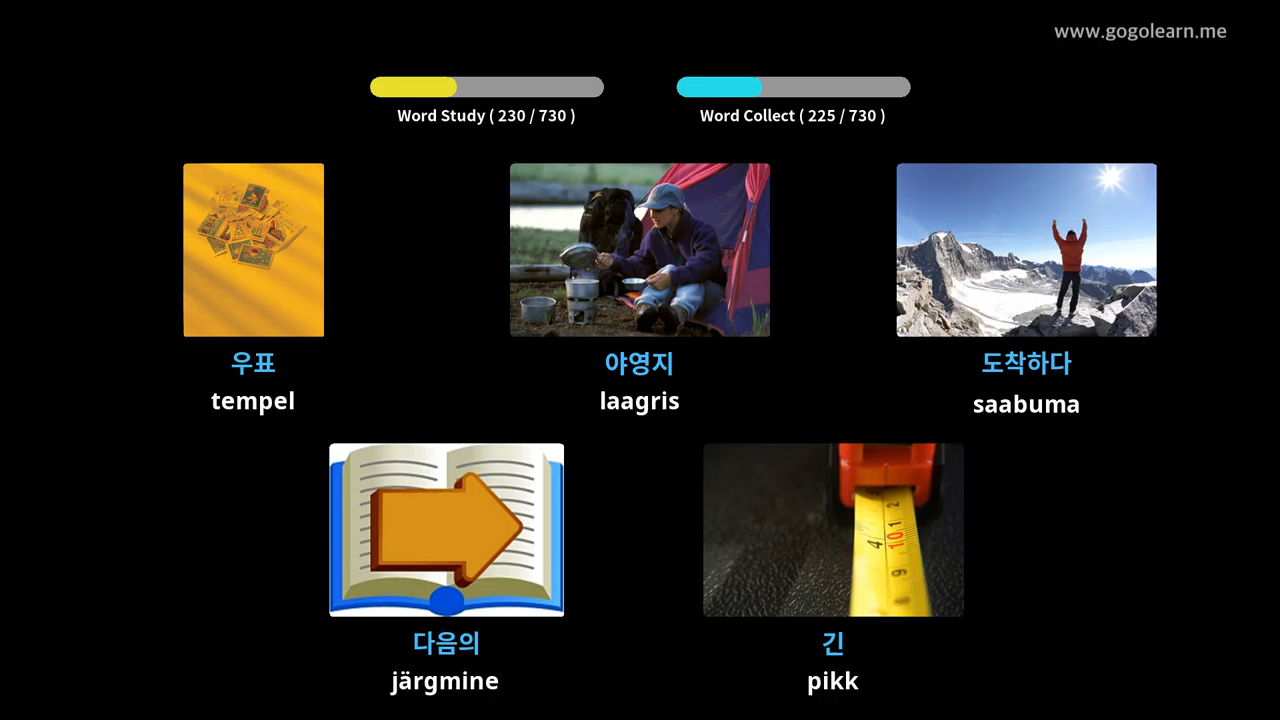 www.gogolearn.me
Word Study ( 230 / 730 )
Word Collect ( 225 / 730 )
우표
tempel
야영지
laagris
도착하다
saabuma
다음의
järgmine
긴
pikk